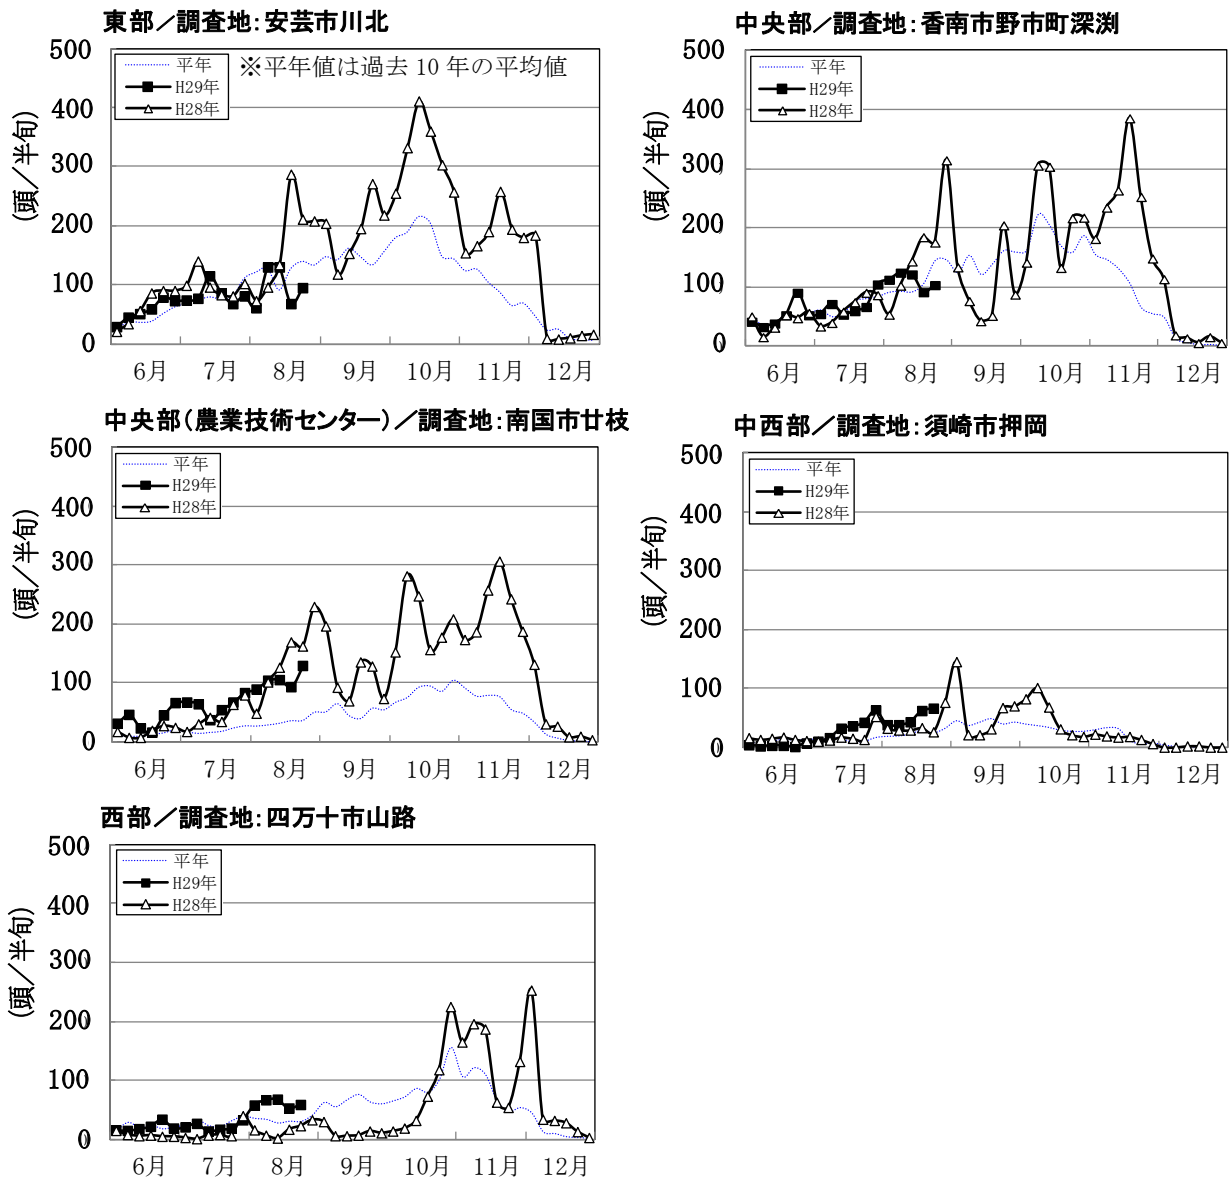 東部／調査地：安芸市川北
500
400
300
200
100
0
(頭／半旬)
平年
H29年
H28年
※平年値は過去 10 年の平均値
6月 7月 8月 9月 10月 11月 12月
中央部／調査地：香南市野市町深渕
500
400
300
200
100
0
(頭／半旬)
平年
H29年
H28年
6月 7月 8月 9月 10月 11月 12月
中央部（農業技術センター）／調査地：南国市廿枝
500
400
300
200
100
0
(頭／半旬)
平年
H29年
H28年
6月 7月 8月 9月 10月 11月 12月
中西部／調査地：須崎市押岡
500
400
300
200
100
0
(頭／半旬)
平年
H29年
H28年
6月 7月 8月 9月 10月 11月 12月
西部／調査地：四万十市山路
500
400
300
200
100
0
(頭／半旬)
平年
H29年
H28年
6月 7月 8月 9月 10月 11月 12月